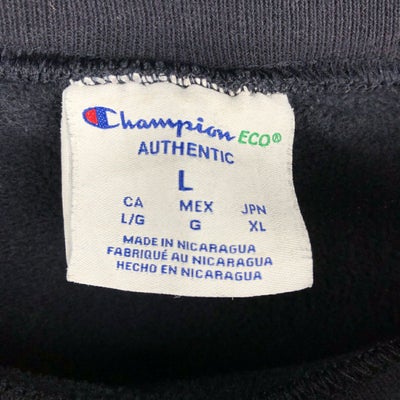 Champion ECO®
AUTHENTIC
L
CA MEX JPN
L/G G XL
MADE IN NICARAGUA
FABRIQUÉ AU NICARAGUA
HECHO EN NICARAGUA